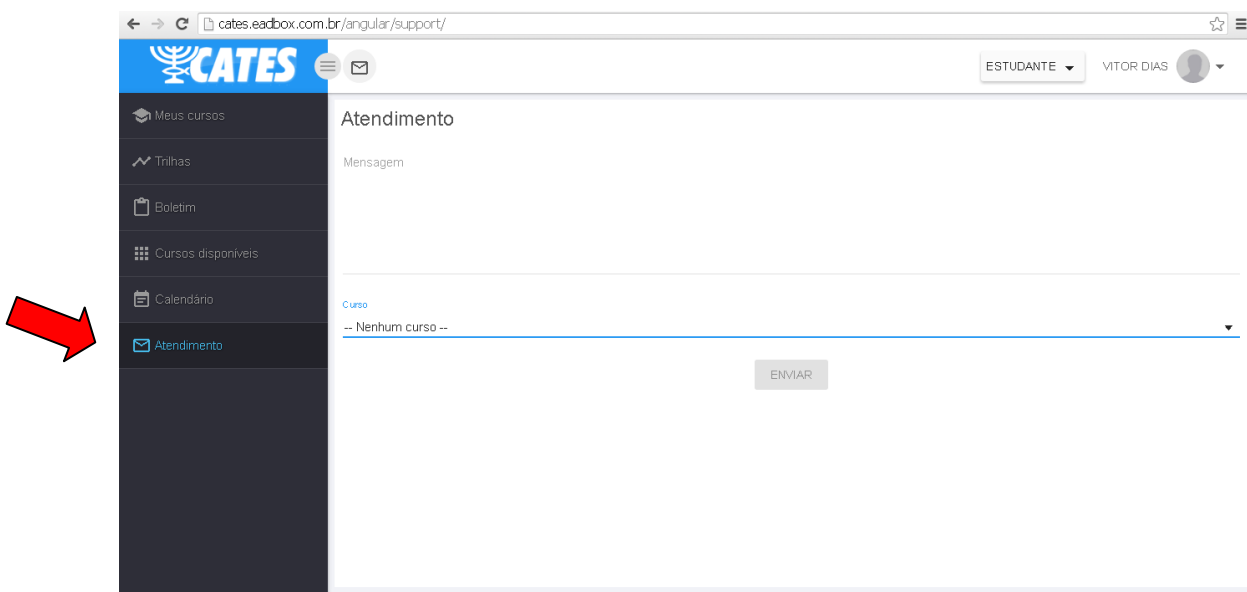 cates.eadbox.com.br/angular/support/
CATES
ESTUDANTE
VITOR DIAS
Meus cursos
Trilhas
Boletim
Cursos disponíveis
Calendário
Atendimento
Atendimento
Mensagem
Curso
-- Nenhum curso --
ENVIAR